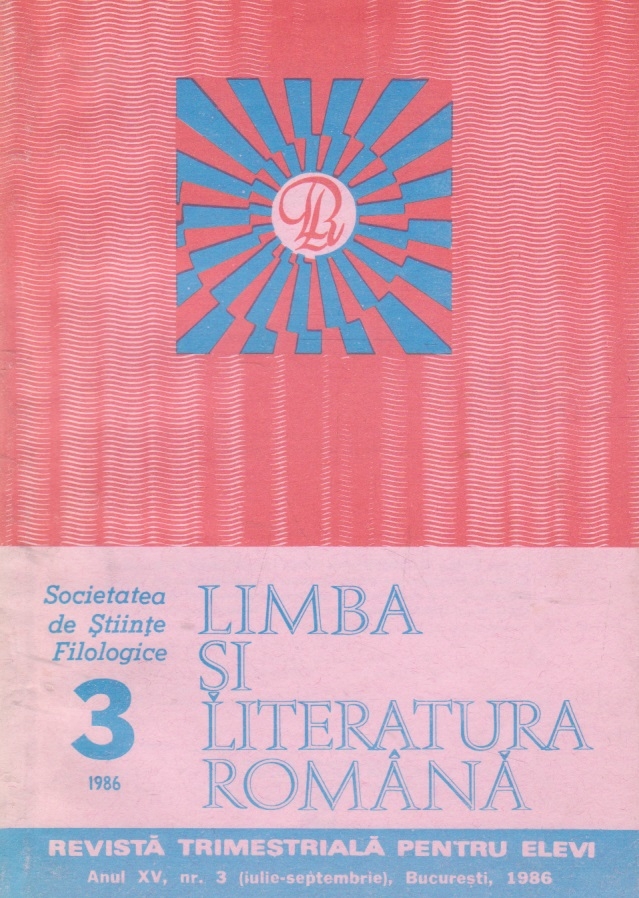 Societatea
de Științe
Filologice
3
1986
LIMBA
ȘI
LITERATURA
ROMÂNĂ
REVISTĂ TRIMESTRIALĂ PENTRU ELEVI
Anul XV, nr. 3 (iulie-septembrie), București, 1986